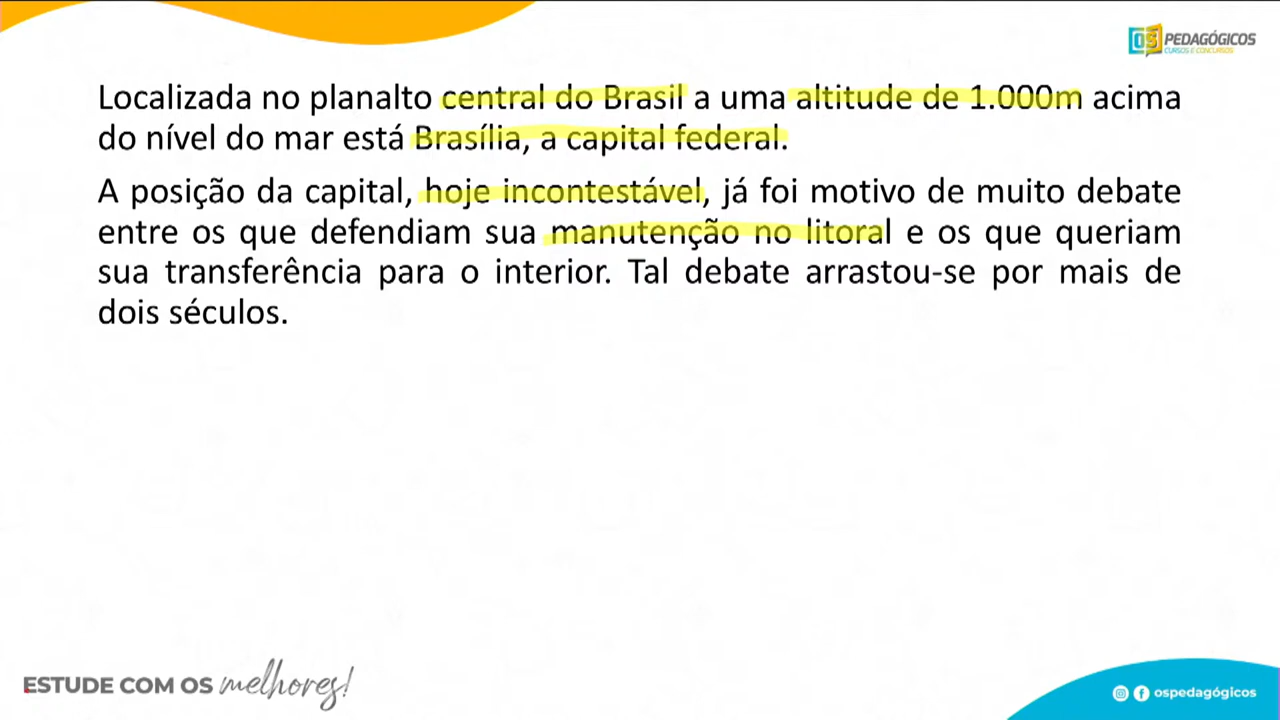 OS PEDAGÓGICOS
CURSOS E CONCURSOS
Localizada no planalto central do Brasil a uma altitude de 1.000m acima
do nível do mar está Brasília, a capital federal.
A posição da capital, hoje incontestável, já foi motivo de muito debate
entre os que defendiam sua manutenção no litoral e os que queriam
sua transferência para o interior. Tal debate arrastou-se por mais de
dois séculos.
ESTUDE COM OS melhores!
ospedagógicos